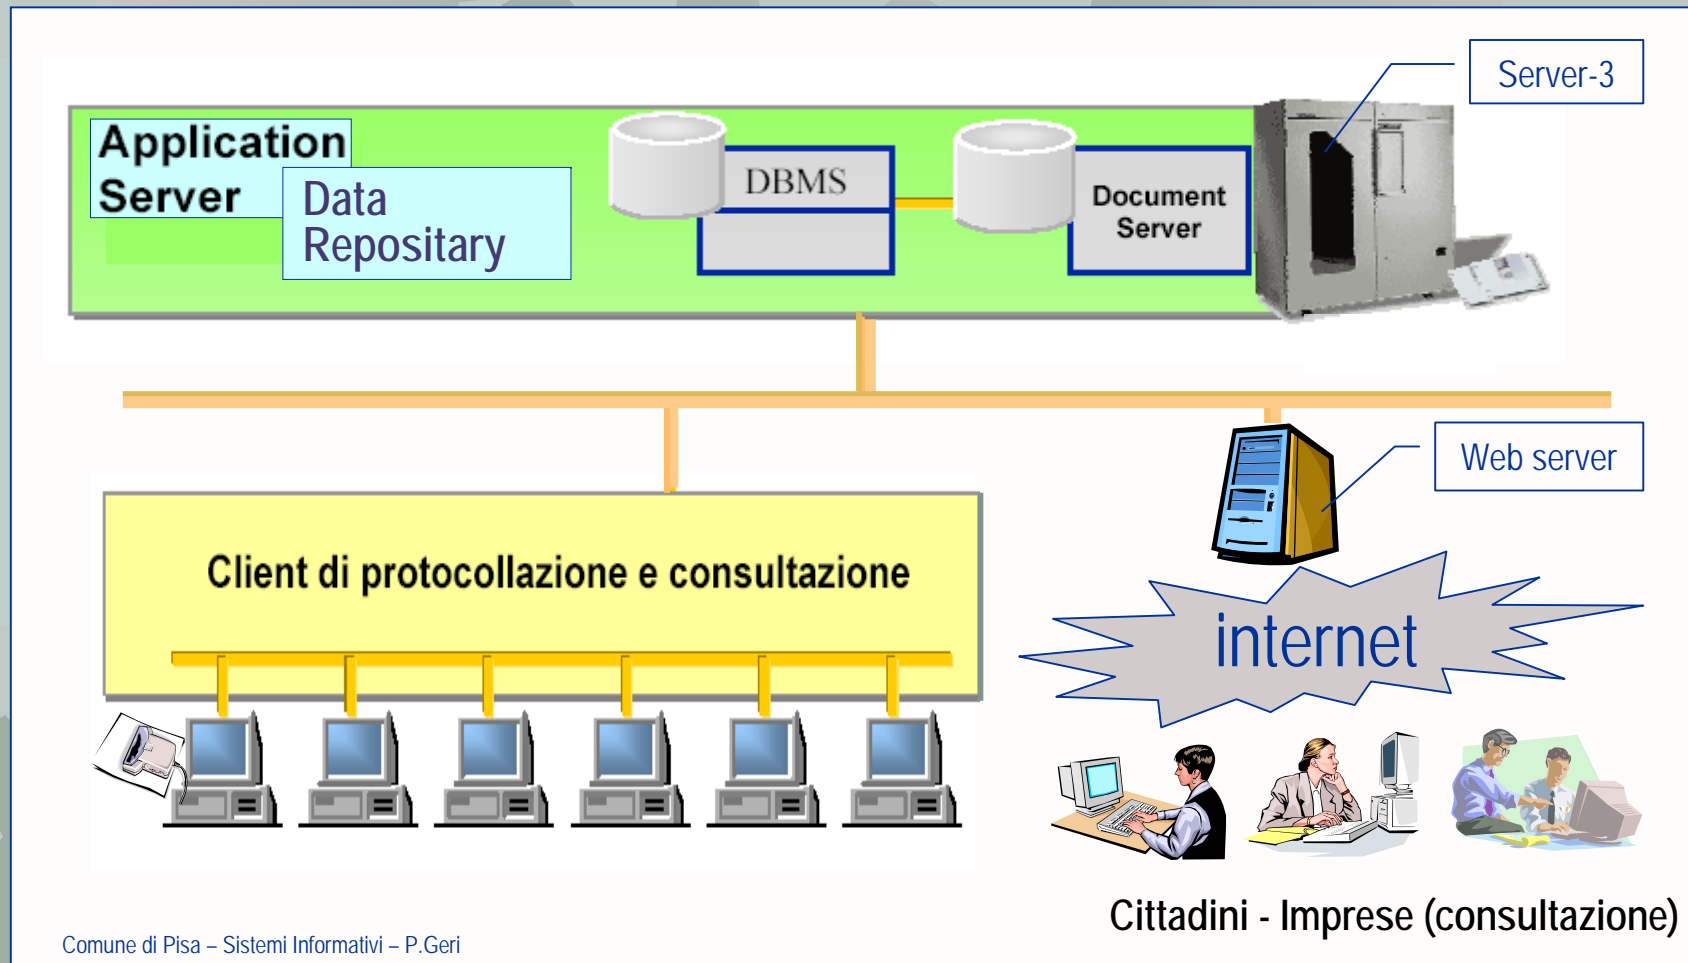 Server-3
Application
Server
Data
Repositary
DBMS
Document
Server
Web server
Client di protocollazione e consultazione
internet
Cittadini - Imprese (consultazione)
Comune di Pisa – Sistemi Informativi – P.Geri